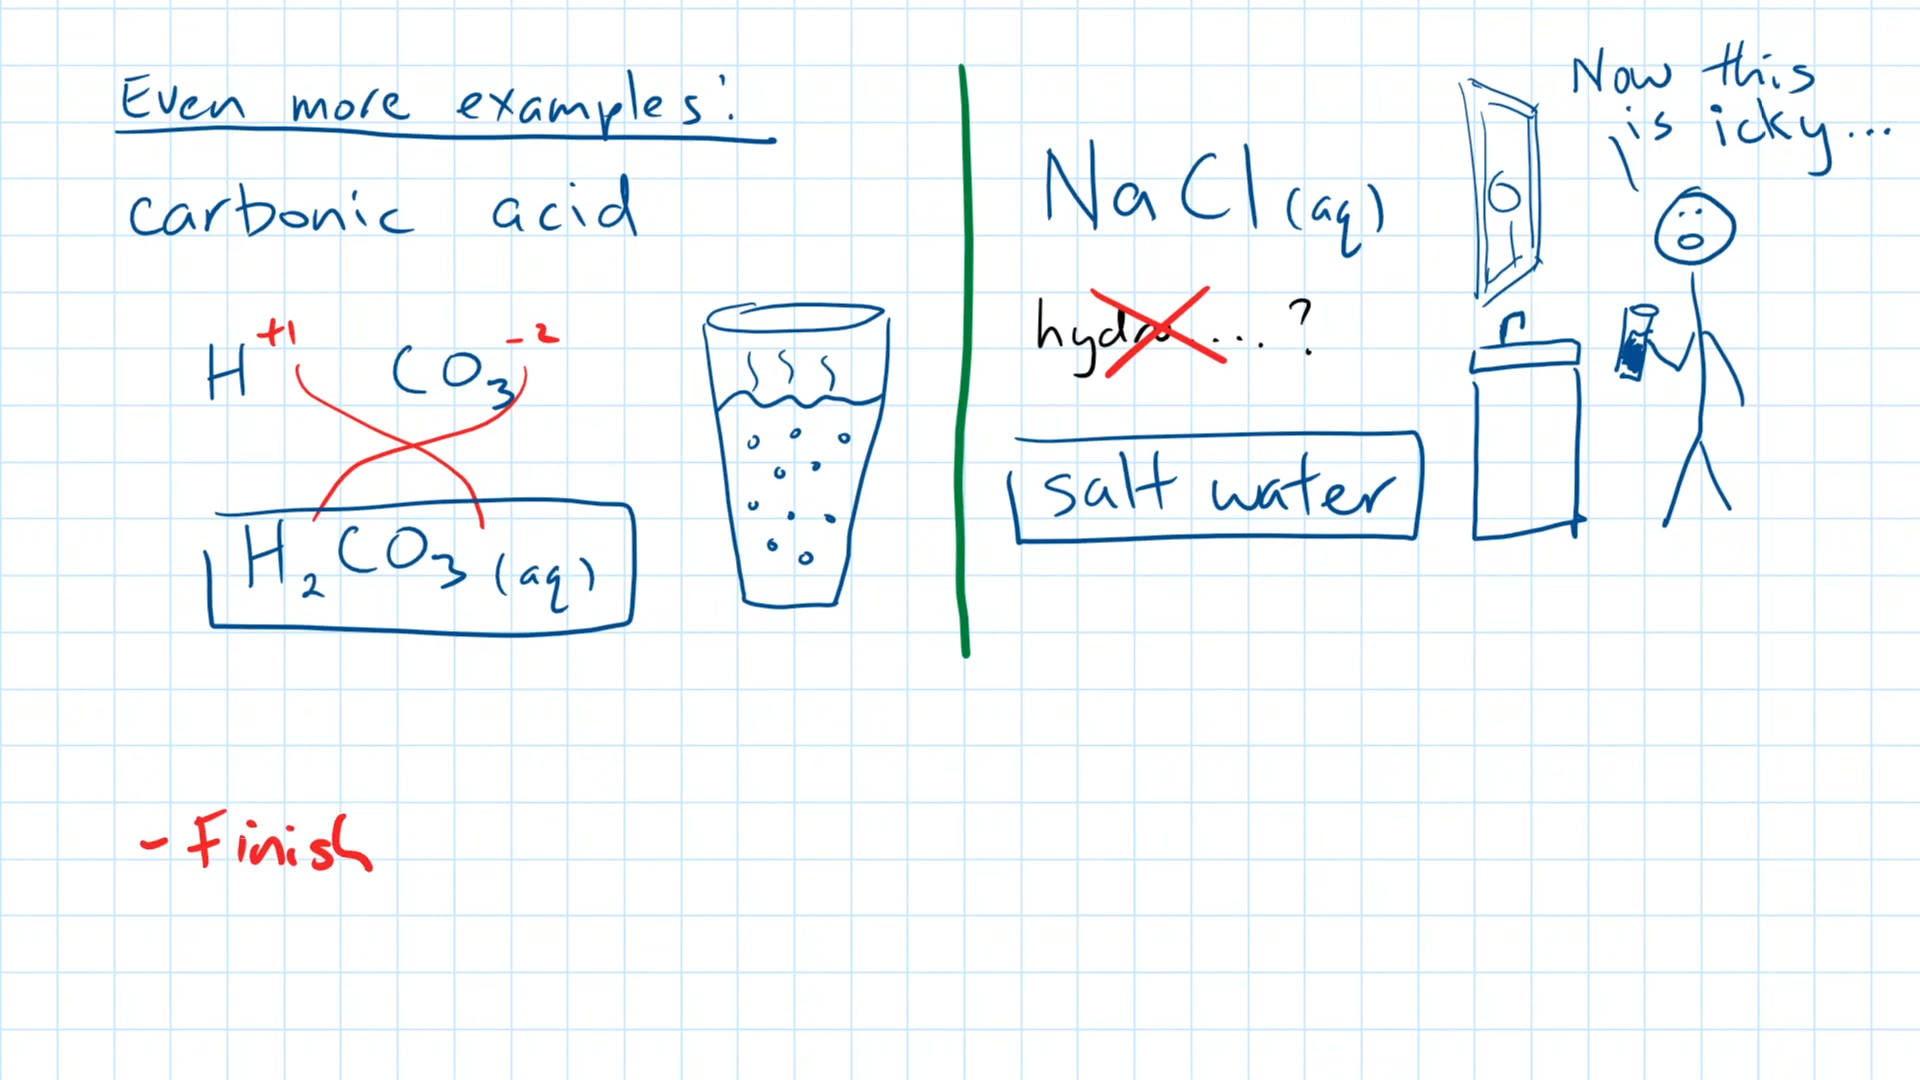 Even more examples:
carbonic acid
H⁺¹ CO₃⁻²
H₂CO₃(aq)
NaCl(aq)
hydro...?
salt water
Now this
is icky...
- Finish